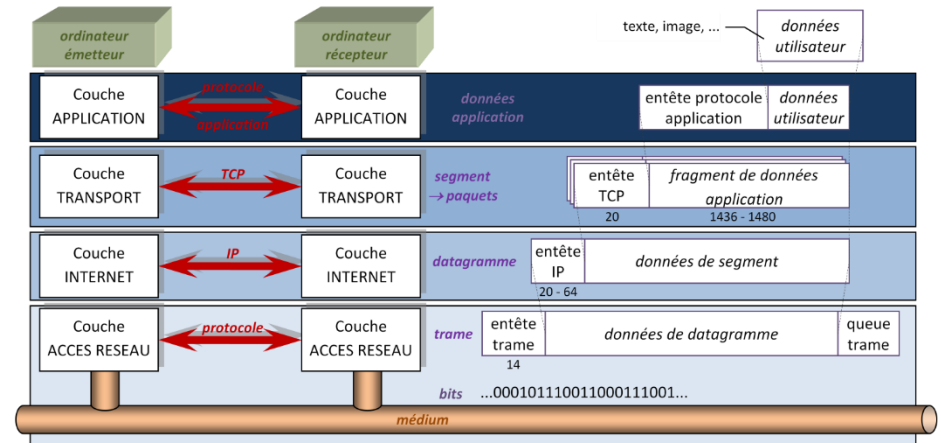 ordinateur
émetteur
ordinateur
récepteur
texte, image, ...
données
utilisateur
Couche
APPLICATION
protocole
application
Couche
APPLICATION
données
application
entête protocole
application
données
utilisateur
Couche
TRANSPORT
TCP
Couche
TRANSPORT
segment
→ paquets
entête
TCP
20
fragment de données
application
1436 - 1480
Couche
INTERNET
IP
Couche
INTERNET
datagramme
entête
IP
20 - 64
données de segment
Couche
ACCES RESEAU
protocole
Couche
ACCES RESEAU
trame
entête
trame
14
données de datagramme
queue
trame
bits
...000101110011000111001...
médium